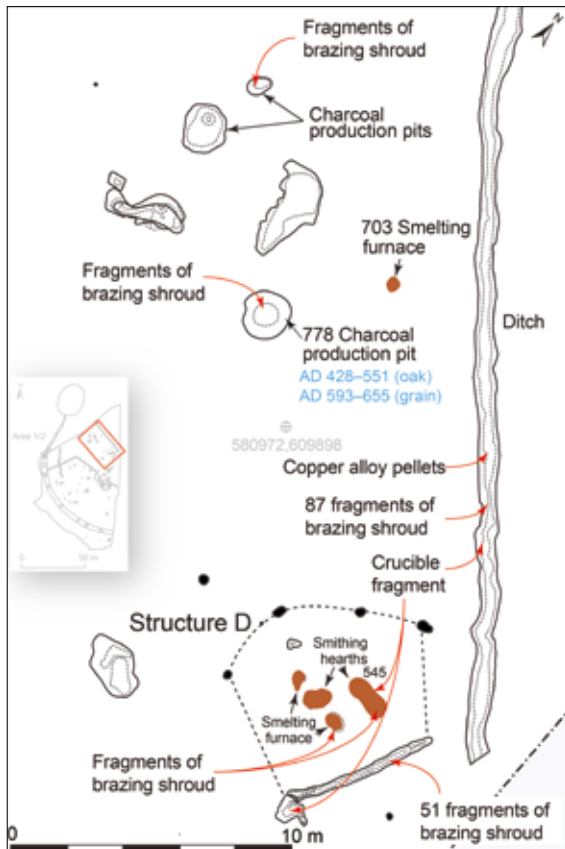 Fragments of
brazing shroud
N
Charcoal
production pits
703 Smelting
furnace
Fragments of
brazing shroud
Ditch
778 Charcoal
production pit
AD 428–551 (oak)
AD 593–655 (grain)
580972,609898
Area 1/2
0 50 m
Copper alloy pellets
87 fragments of
brazing shroud
Crucible
fragment
Structure D
Smithing
hearths
545
Smelting
furnace
Fragments of
brazing shroud
51 fragments of
brazing shroud
0 10 m